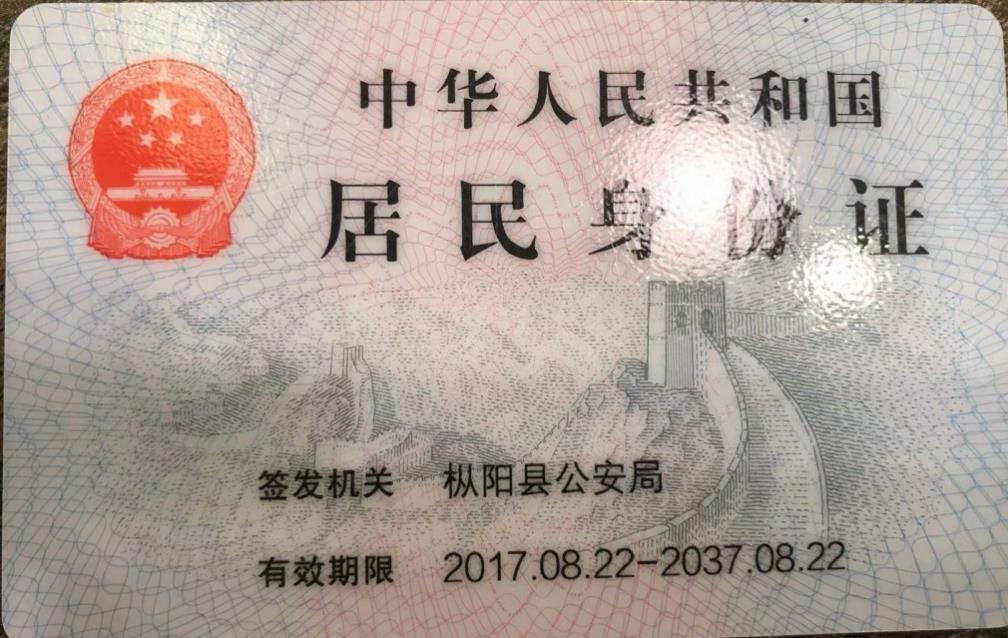 中华人民共和国
居民身份证
签发机关 枞阳县公安局
有效期限 2017.08.22-2037.08.22